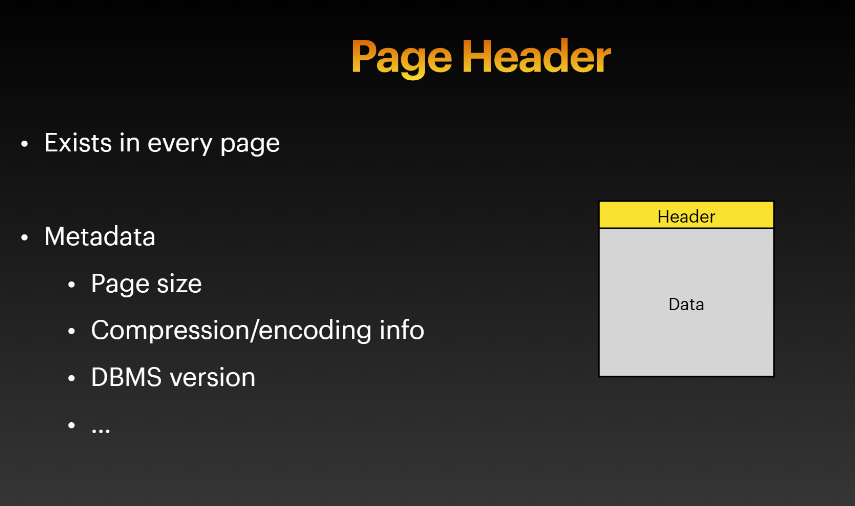 Page Header
• Exists in every page
• Metadata
• Page size
• Compression/encoding info
• DBMS version
• ...
Header
Data